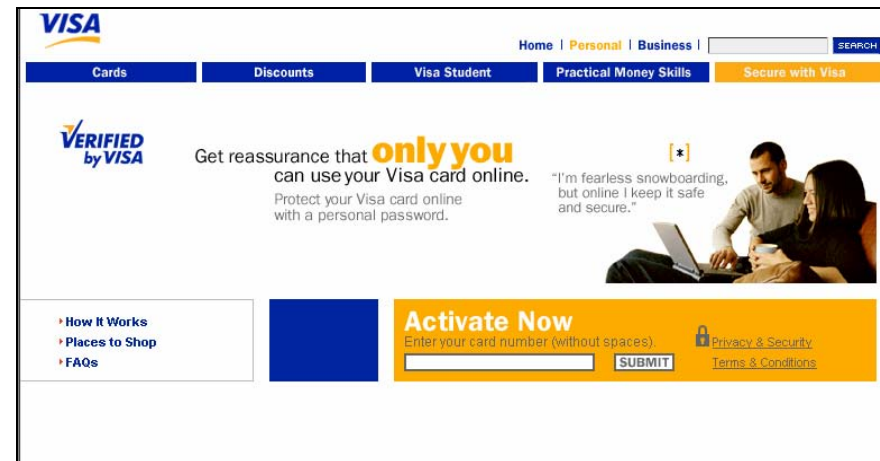 VISA
Home | Personal | Business |
SEARCH
Cards
Discounts
Visa Student
Practical Money Skills
Secure with Visa
VERIFIED
by VISA
Get reassurance that only you
can use your Visa card online.
Protect your Visa card online
with a personal password.
[*]
“I'm fearless snowboarding,
but online I keep it safe
and secure.”
How It Works
Places to Shop
FAQs
Activate Now
Enter your card number (without spaces).
SUBMIT
Privacy & Security
Terms & Conditions